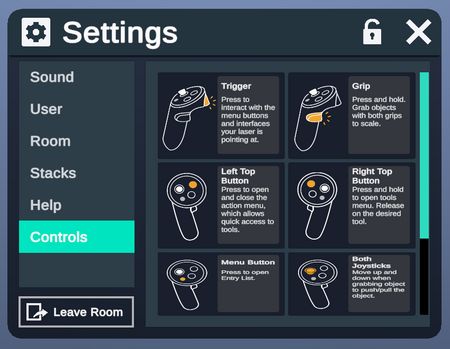 Settings
Sound
User
Room
Stacks
Help
Controls
Leave Room
Trigger
Press to
interact with the
menu buttons
and interfaces
your laser is
pointing at.
Grip
Press and hold.
Grab objects
with both grips
to scale.
Left Top
Button
Press to open
and close the
action menu,
which allows
quick access to
tools.
Right Top
Button
Press and hold
to open tools
menu. Release
on the desired
tool.
Menu Button
Press to open
Entry List.
Both
Joysticks
Move up and
down when
grabbing object
to push/pull the
object.